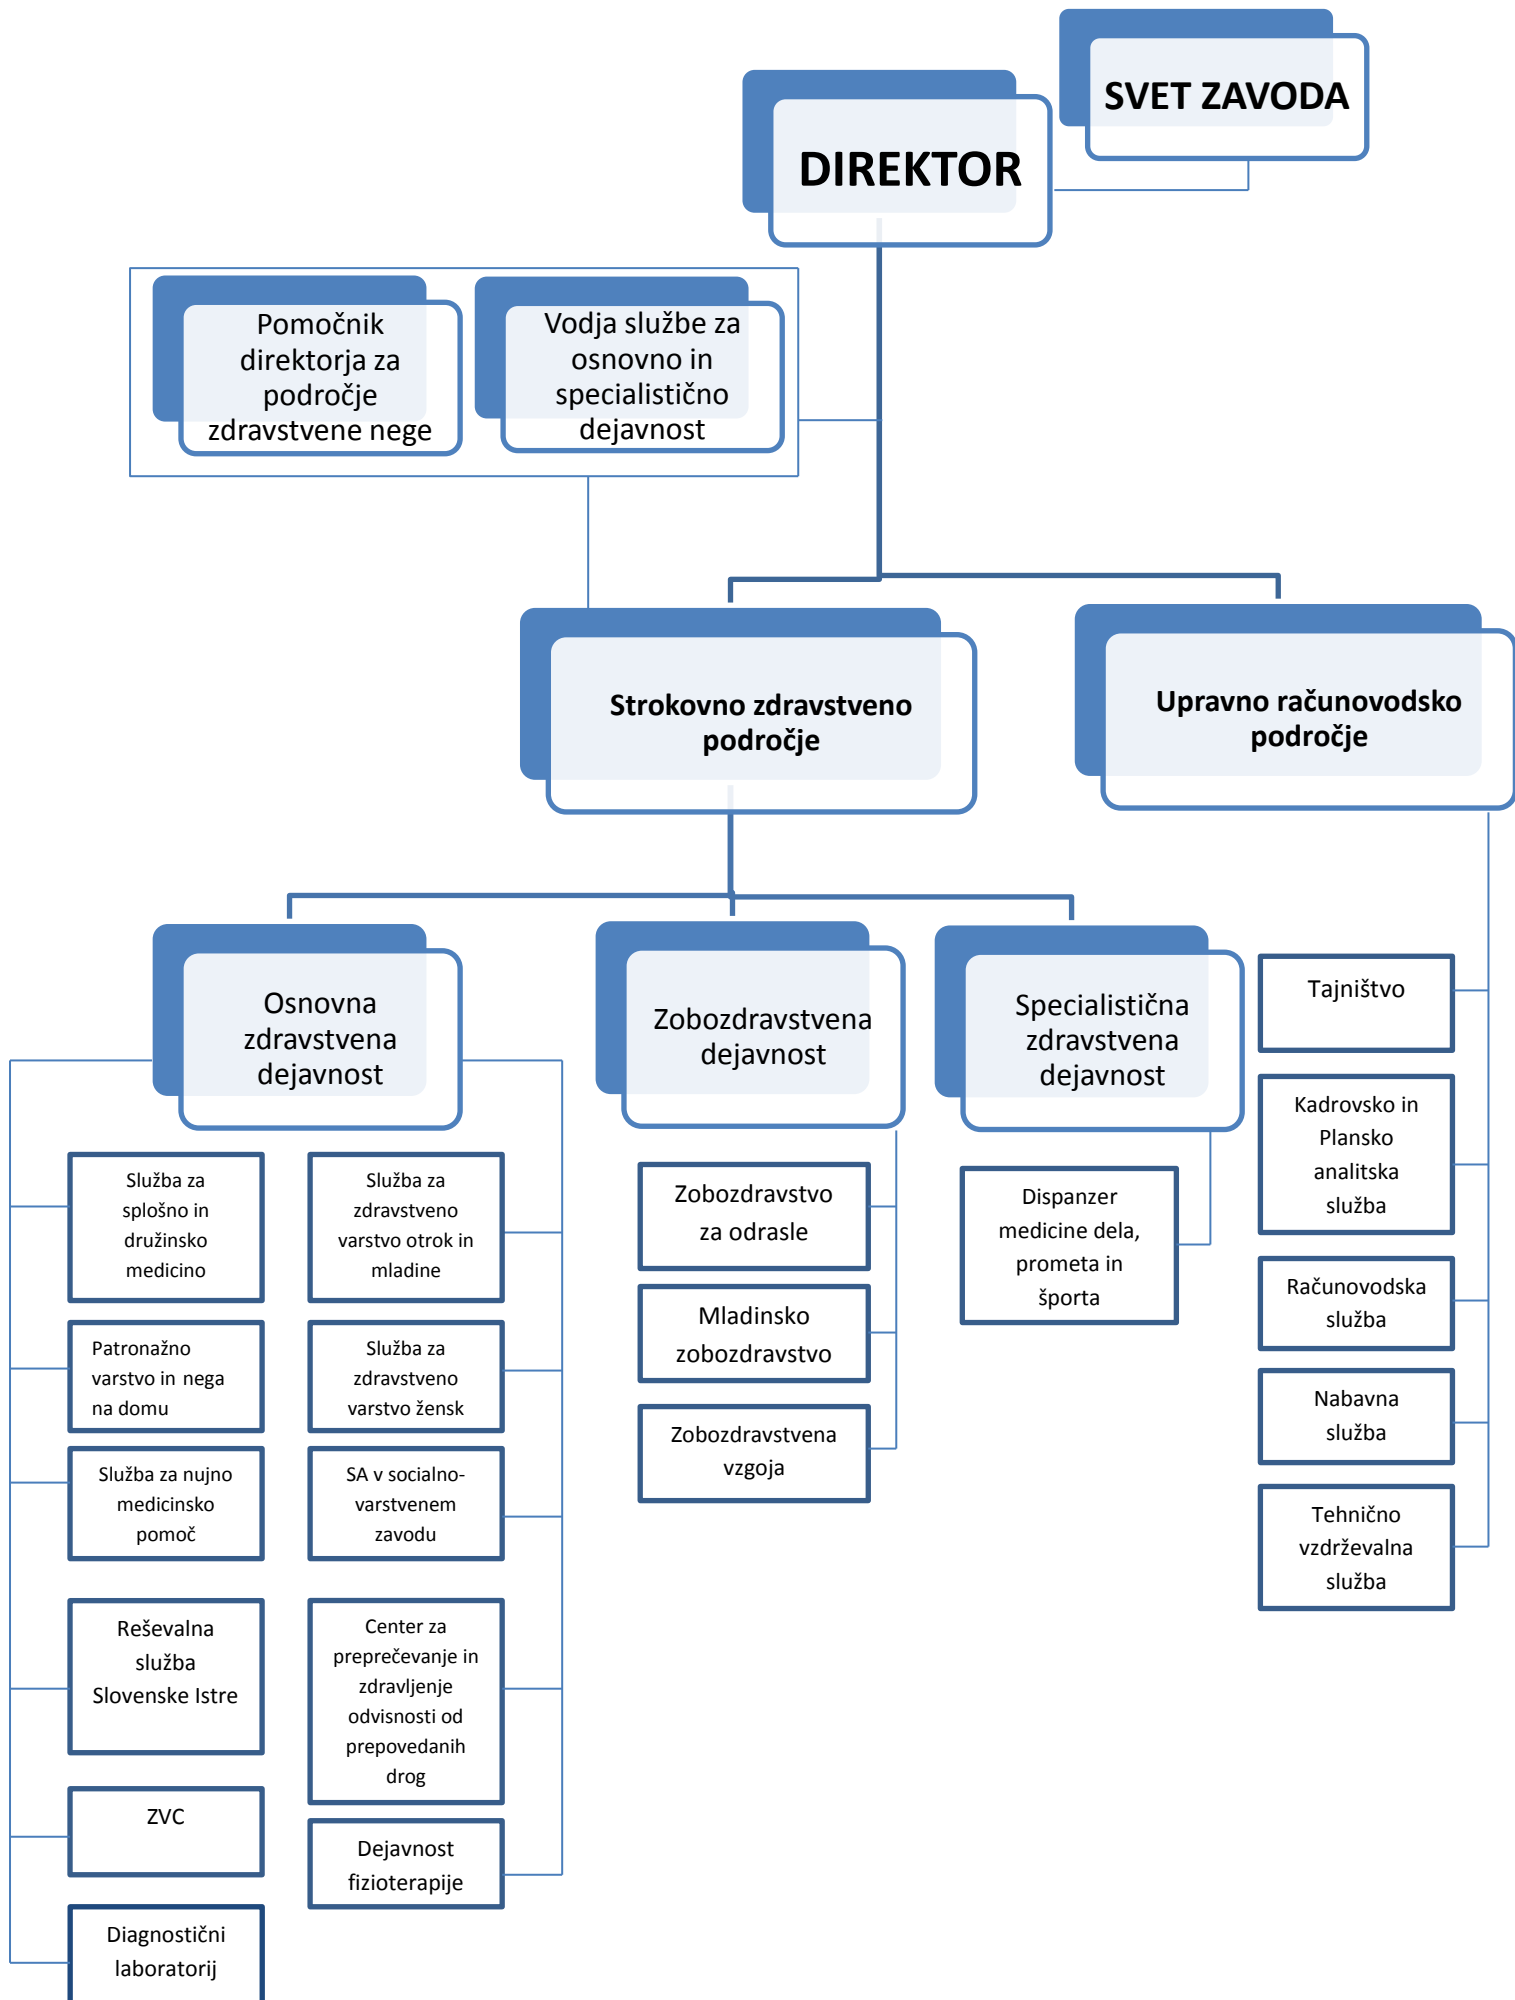 SVET ZAVODA
DIREKTOR
Pomočnik
direktorja za
področje
zdravstvene nege
Vodja službe za
osnovno in
specialistično
dejavnost
Strokovno zdravstveno
področje
Upravno računovodsko
področje
Osnovna
zdravstvena
dejavnost
Zobozdravstvena
dejavnost
Specialistična
zdravstvena
dejavnost
Služba za
splošno in
družinsko
medicino
Patronažno
varstvo in nega
na domu
Služba za nujno
medicinsko
pomoč
Reševalna
služba
Slovenske Istre
ZVC
Diagnostični
laboratorij
Služba za
zdravstveno
varstvo otrok in
mladine
Služba za
zdravstveno
varstvo žensk
SA v socialno-
varstvenem
zavodu
Center za
preprečevanje in
zdravljenje
odvisnosti od
prepovedanih
drog
Dejavnost
fizioterapije
Zobozdravstvo
za odrasle
Mladinsko
zobozdravstvo
Zobozdravstvena
vzgoja
Dispanzer
medicine dela,
prometa in
športa
Tajništvo
Kadrovsko in
Plansko
analitska
služba
Računovodska
služba
Nabavna
služba
Tehnično
vzdrževalna
služba